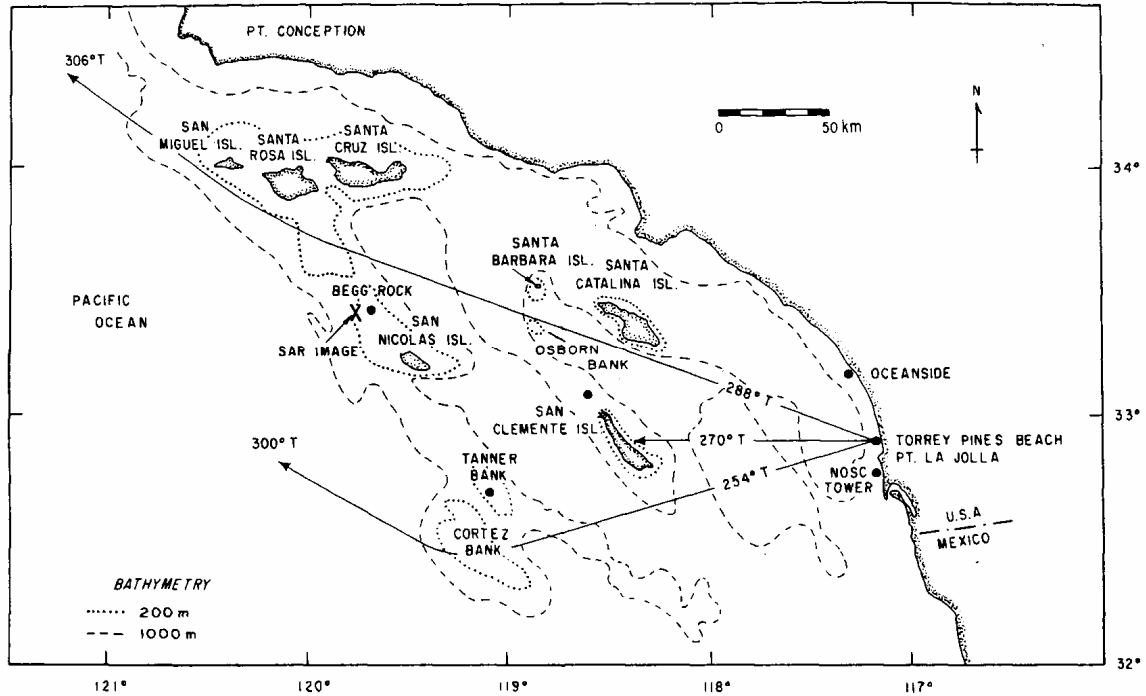 PT. CONCEPTION
306° T
N
0 50 km
SAN
MIGUEL ISL.
SANTA
ROSA ISL.
SANTA
CRUZ ISL.
34°
SANTA
BARBARA ISL.
SANTA
CATALINA ISL.
PACIFIC
OCEAN
BEGG ROCK
X
SAR IMAGE
SAN
NICOLAS ISL.
OSBORN
BANK
OCEANSIDE
288° T
33°
SAN
CLEMENTE ISL.
270° T
TORREY PINES BEACH
PT. LA JOLLA
300° T
TANNER
BANK
254° T
NOSC
TOWER
CORTEZ
BANK
U.S.A
MEXICO
BATHYMETRY
200 m
1000 m
32°
121° 120° 119° 118° 117°